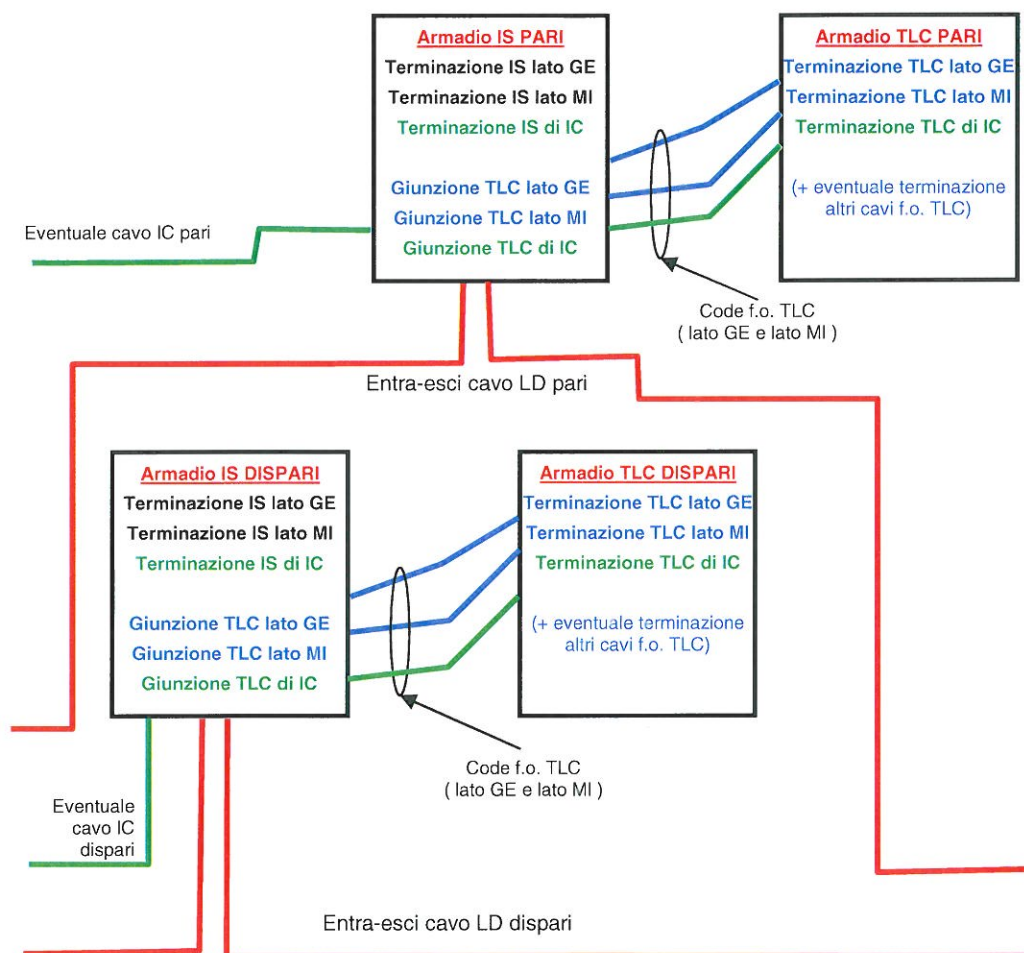 Armadio IS PARI
Terminazione IS lato GE
Terminazione IS lato MI
Terminazione IS di IC
Giunzione TLC lato GE
Giunzione TLC lato MI
Giunzione TLC di IC
Armadio TLC PARI
Terminazione TLC lato GE
Terminazione TLC lato MI
Terminazione TLC di IC
(+ eventuale terminazione
altri cavi f.o. TLC)
Eventuale cavo IC pari
Code f.o. TLC
( lato GE e lato MI )
Entra-esci cavo LD pari
Armadio IS DISPARI
Terminazione IS lato GE
Terminazione IS lato MI
Terminazione IS di IC
Giunzione TLC lato GE
Giunzione TLC lato MI
Giunzione TLC di IC
Armadio TLC DISPARI
Terminazione TLC lato GE
Terminazione TLC lato MI
Terminazione TLC di IC
(+ eventuale terminazione
altri cavi f.o. TLC)
Code f.o. TLC
( lato GE e lato MI )
Eventuale
cavo IC
dispari
Entra-esci cavo LD dispari